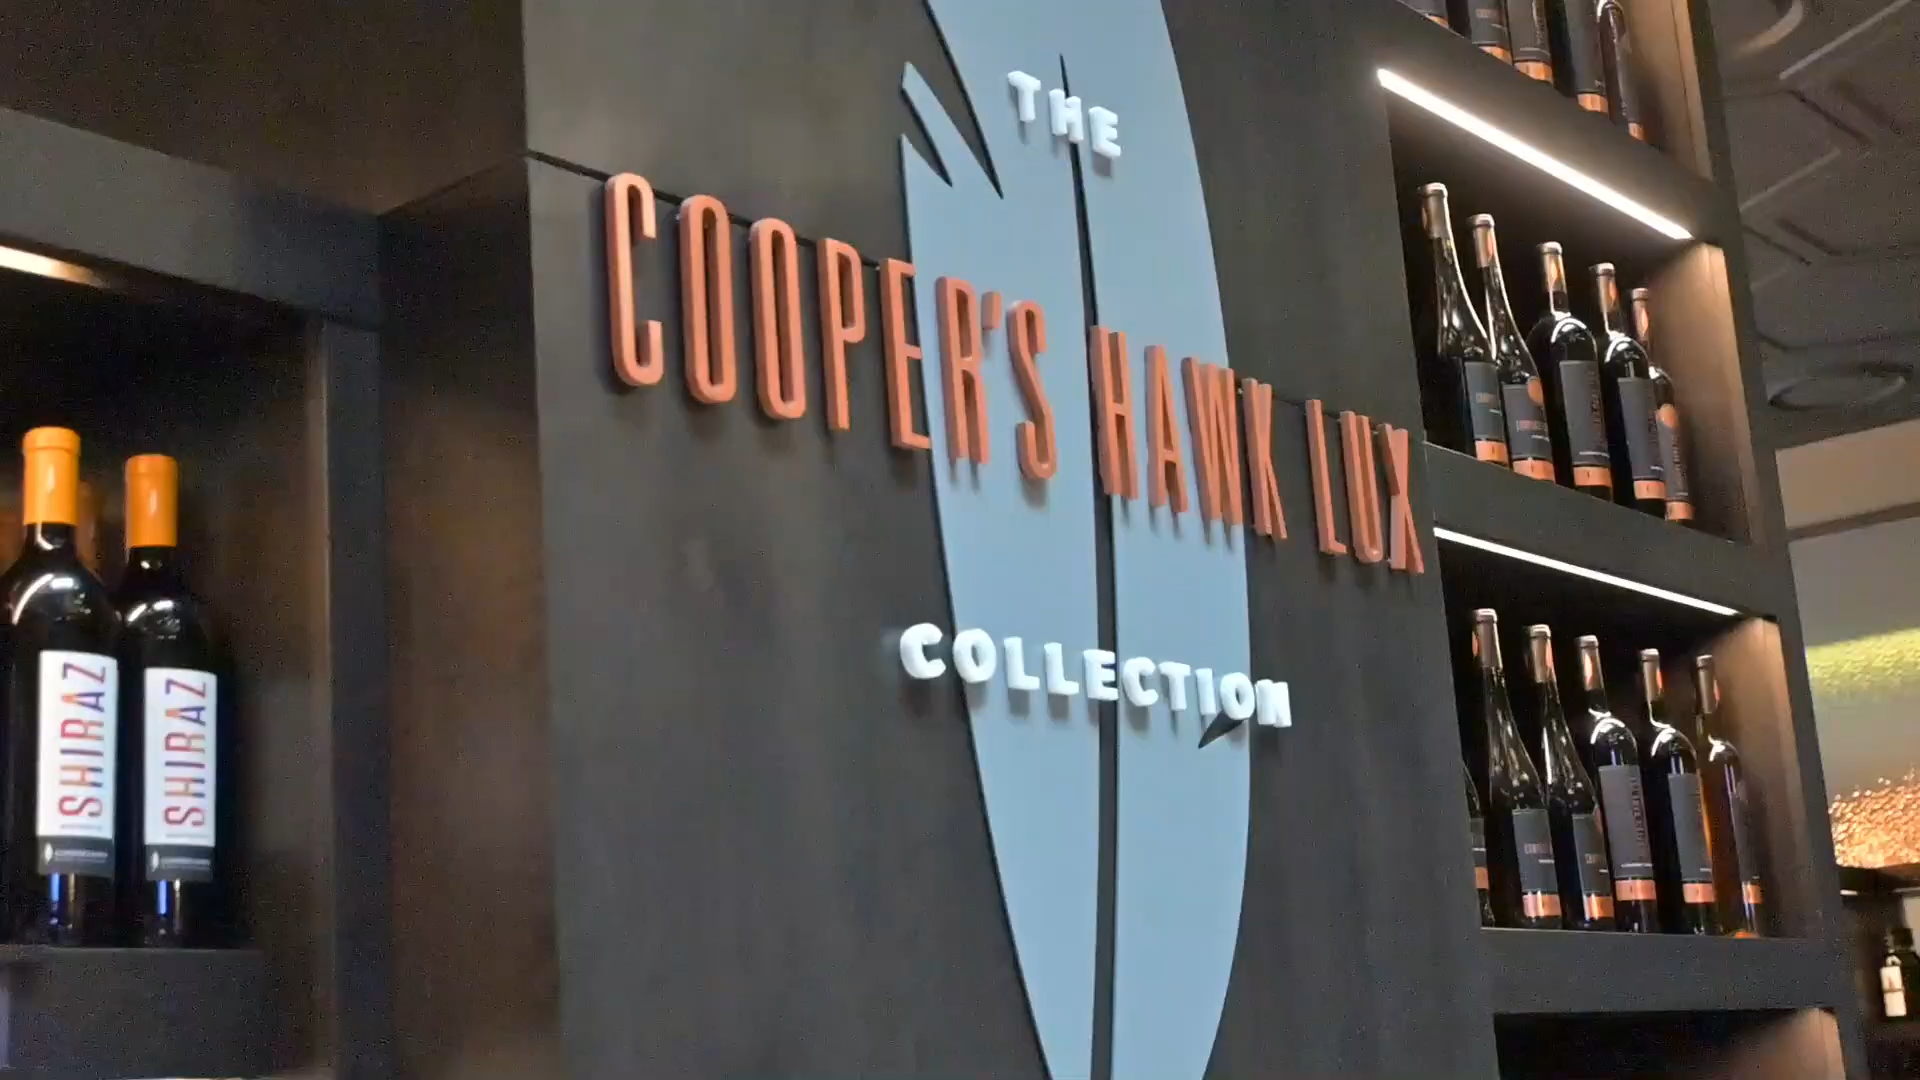 THE
COOPER'S HAWK LUX
COLLECTION
SHIRAZ
SHIRAZ